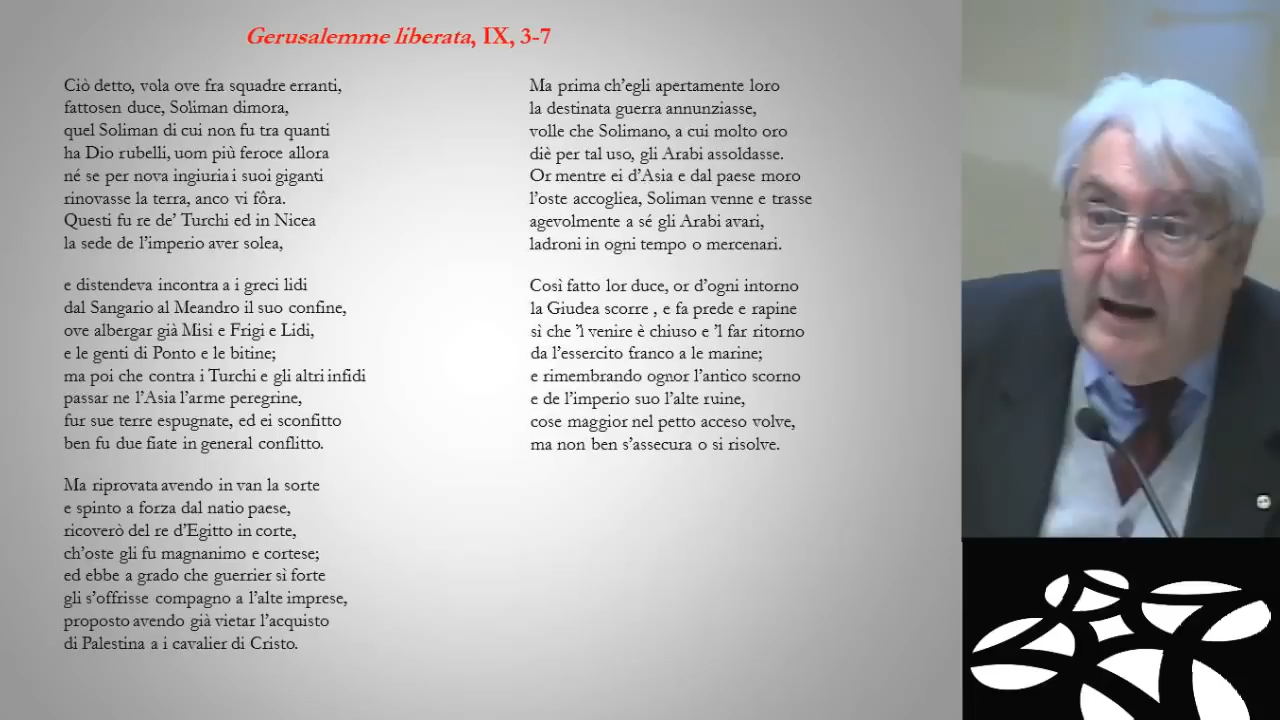 Gerusalemme liberata, IX, 3-7
Ciò detto, vola ove fra squadre erranti,
fattosen duce, Soliman dimora,
quel Soliman di cui non fu tra quanti
ha Dio rubelli, uom più feroce allora
né se per nova ingiuria i suoi giganti
rinovasse la terra, anco vi fôra.
Questi fu re de’ Turchi ed in Nicea
la sede de l’imperio aver solea,
e distendeva incontra a i greci lidi
dal Sangario al Meandro il suo confine,
ove albergar già Misi e Frigi e Lidi,
e le genti di Ponto e le bitine;
ma poi che contra i Turchi e gli altri infidi
passar ne l’Asia l’arme peregrine,
fur sue terre espugnate, ed ei sconfitto
ben fu due fiate in general conflitto.
Ma riprovata avendo in van la sorte
e spinto a forza dal natio paese,
ricoverò del re d’Egitto in corte,
ch’oste gli fu magnanimo e cortese;
ed ebbe a grado che guerrier sì forte
gli s’offrisse compagno a l’alte imprese,
proposto avendo già vietar l’acquisto
di Palestina a i cavalier di Cristo.
Ma prima ch’egli apertamente loro
la destinata guerra annunziasse,
volle che Solimano, a cui molto oro
diè per tal uso, gli Arabi assoldasse.
Or mentre ei d’Asia e dal paese moro
l’oste accogliea, Soliman venne e trasse
agevolmente a sé gli Arabi avari,
ladroni in ogni tempo o mercenari.
Così fatto lor duce, or d’ogni intorno
la Giudea scorre , e fa prede e rapine
sì che ’l venire è chiuso e ’l far ritorno
da l’essercito franco a le marine;
e rimembrando ognor l’antico scorno
e de l’imperio suo l’alte ruine,
cose maggior nel petto acceso volve,
ma non ben s’assecura o si risolve.